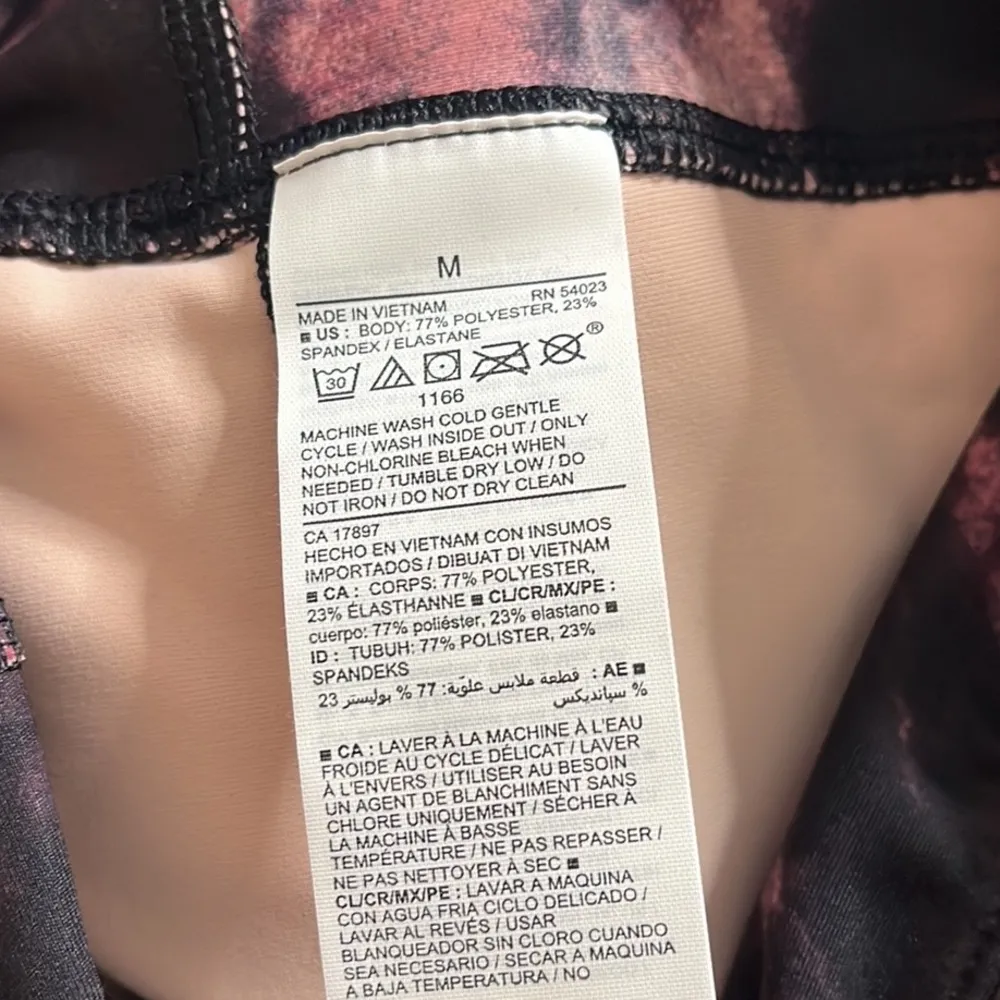 M
MADE IN VIETNAM RN 54023
US : BODY: 77% POLYESTER, 23%
SPANDEX / ELASTANE
30
®
1166
MACHINE WASH COLD GENTLE
CYCLE / WASH INSIDE OUT / ONLY
NON-CHLORINE BLEACH WHEN
NEEDED / TUMBLE DRY LOW / DO
NOT IRON / DO NOT DRY CLEAN
CA 17897
HECHO EN VIETNAM CON INSUMOS
IMPORTADOS / DIBUAT DI VIETNAM
CA : CORPS: 77% POLYESTER,
23% ÉLASTHANNE CL/CR/MX/PE :
cuerpo: 77% poliéster, 23% elastano
ID : TUBUH: 77% POLISTER, 23%
SPANDEKS
AE : قطعة ملابس علويّة: 77 % بوليستر 23
% سباندیکس
CA : LAVER À LA MACHINE À L'EAU
FROIDE AU CYCLE DÉLICAT / LAVER
À L'ENVERS / UTILISER AU BESOIN
UN AGENT DE BLANCHIMENT SANS
CHLORE UNIQUEMENT / SÉCHER À
LA MACHINE À BASSE
TEMPÉRATURE / NE PAS REPASSER /
NE PAS NETTOYER À SEC
CL/CR/MX/PE : LAVAR A MAQUINA
CON AGUA FRIA CICLO DELICADO /
LAVAR AL REVÉS / USAR
BLANQUEADOR SIN CLORO CUANDO
SEA NECESARIO / SECAR A MAQUINA
A BAJA TEMPERATURA / NO